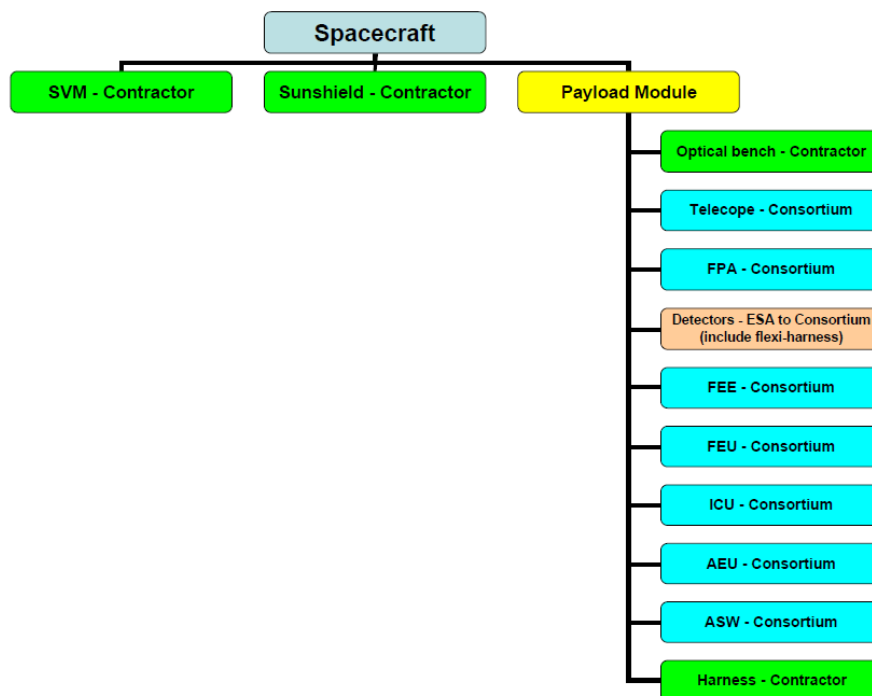 Spacecraft
SVM - Contractor
Sunshield - Contractor
Payload Module
Optical bench - Contractor
Telecope - Consortium
FPA - Consortium
Detectors - ESA to Consortium
(include flexi-harness)
FEE - Consortium
FEU - Consortium
ICU - Consortium
AEU - Consortium
ASW - Consortium
Harness - Contractor